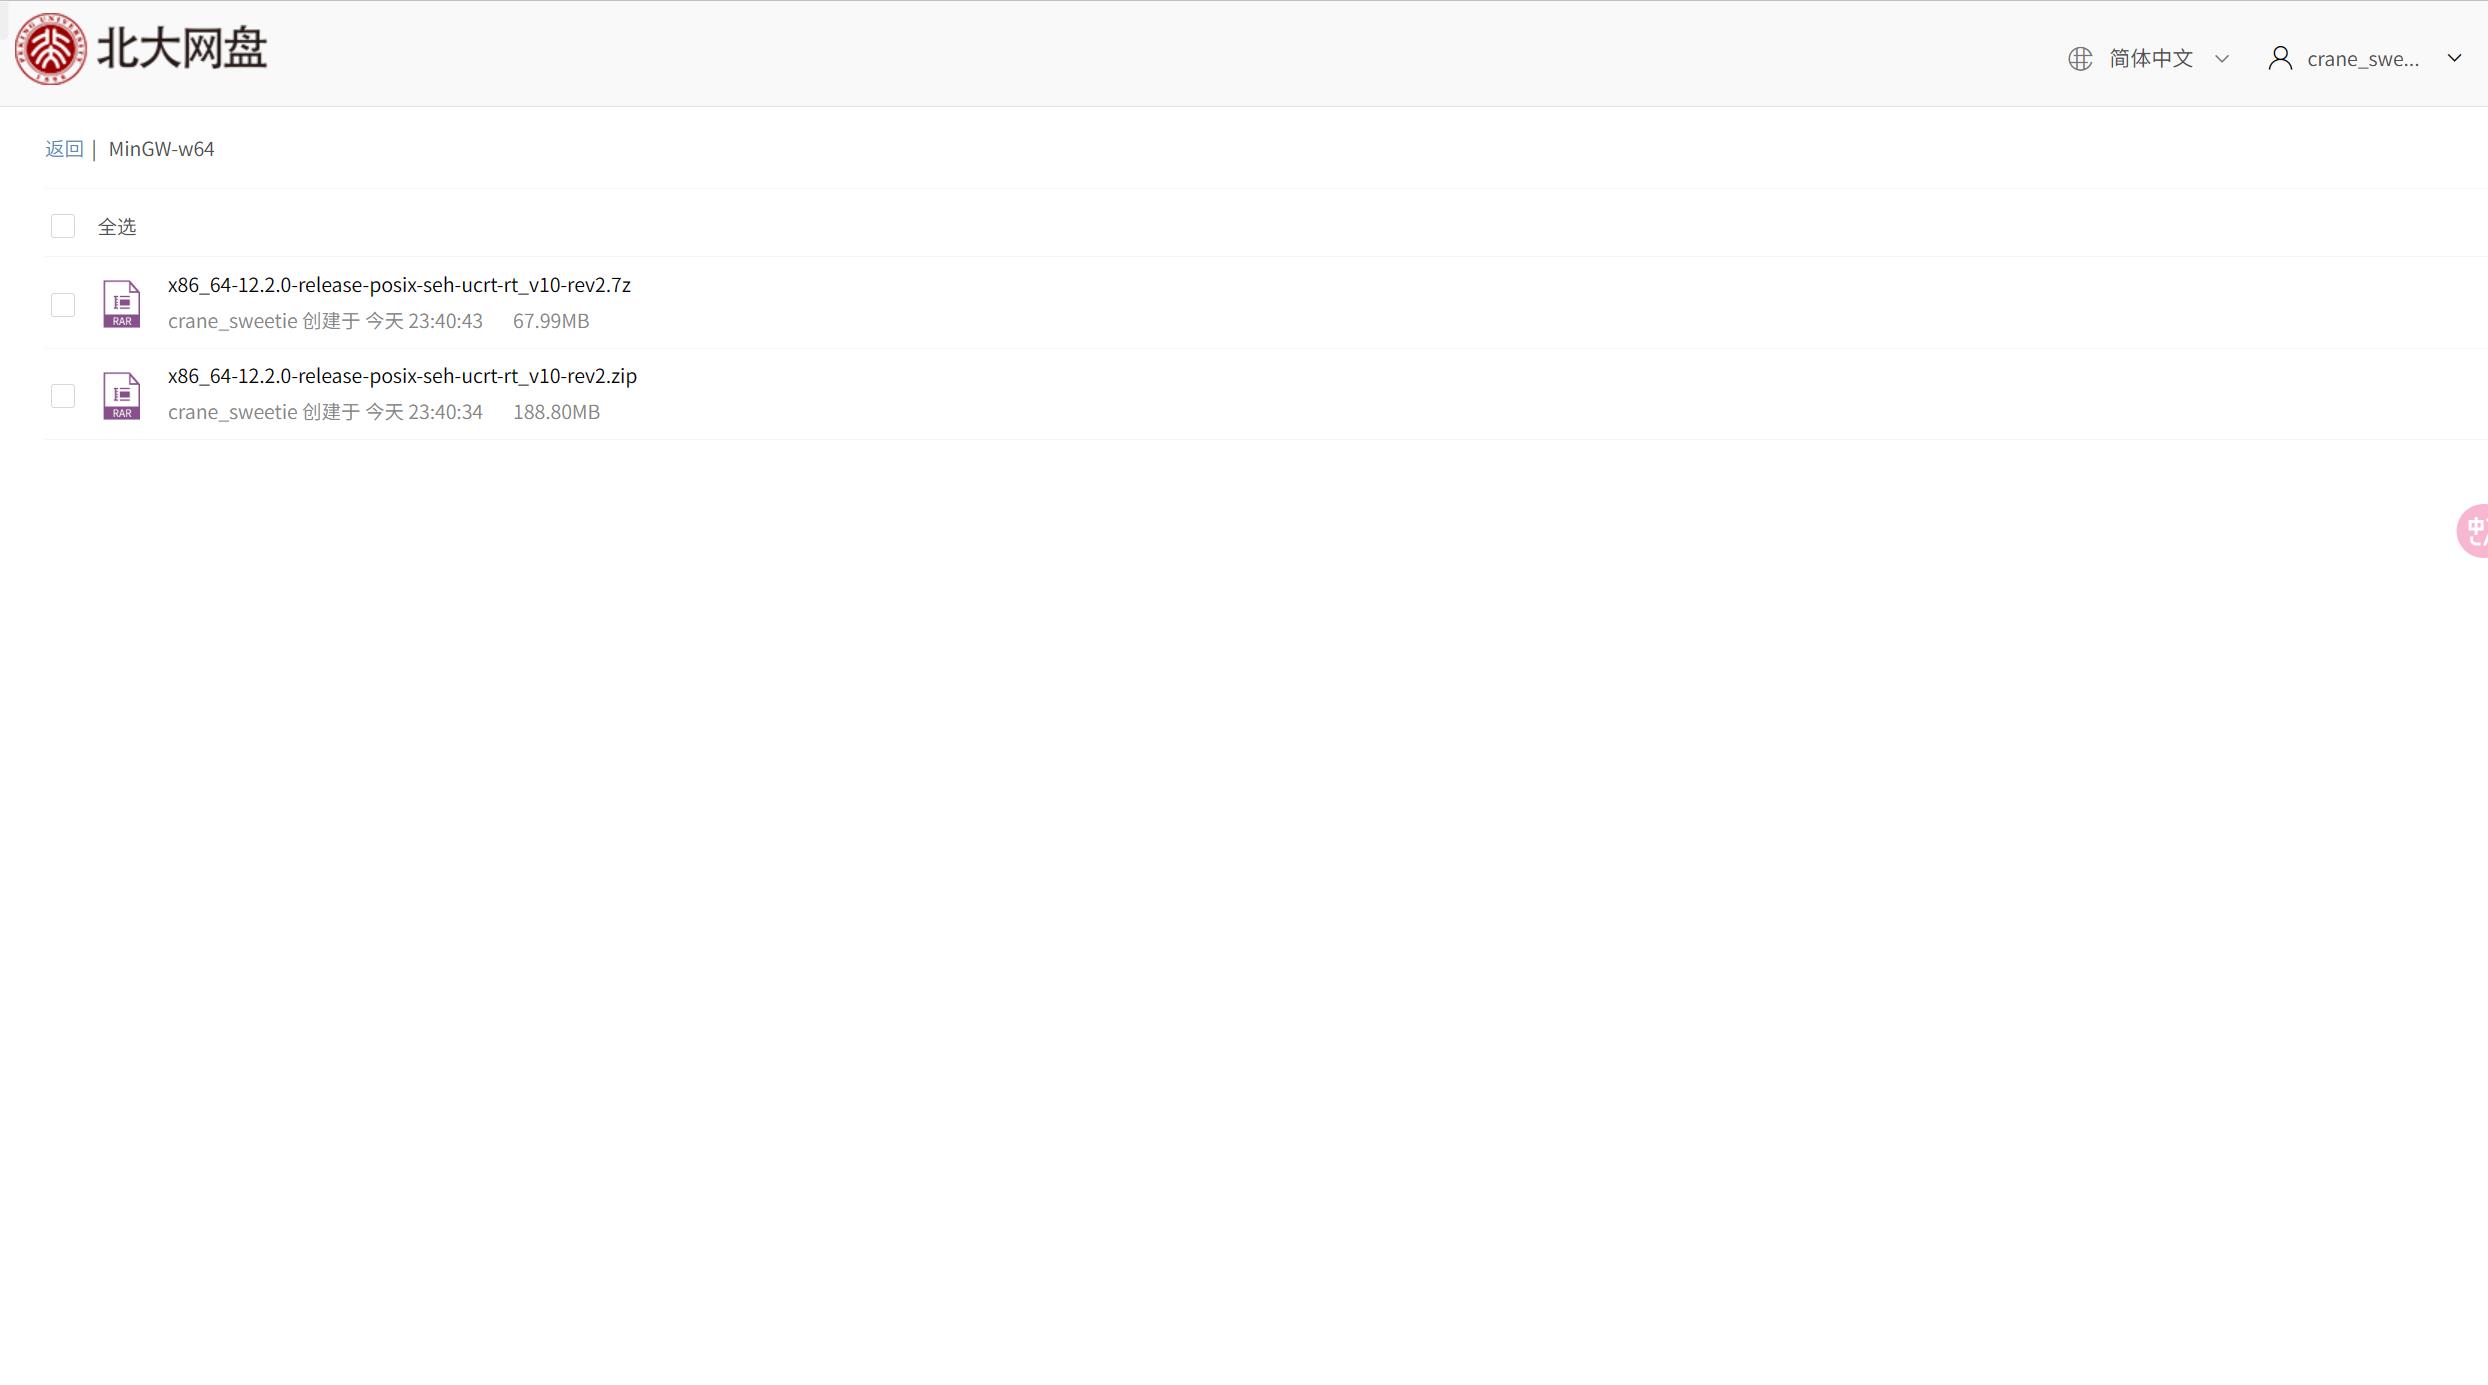 北大网盘
简体中文
crane_swe...
返回 | MinGW-w64
全选
x86_64-12.2.0-release-posix-seh-ucrt-rt_v10-rev2.7z
RAR
crane_sweetie 创建于 今天 23:40:43 67.99MB
x86_64-12.2.0-release-posix-seh-ucrt-rt_v10-rev2.zip
RAR
crane_sweetie 创建于 今天 23:40:34 188.80MB
中